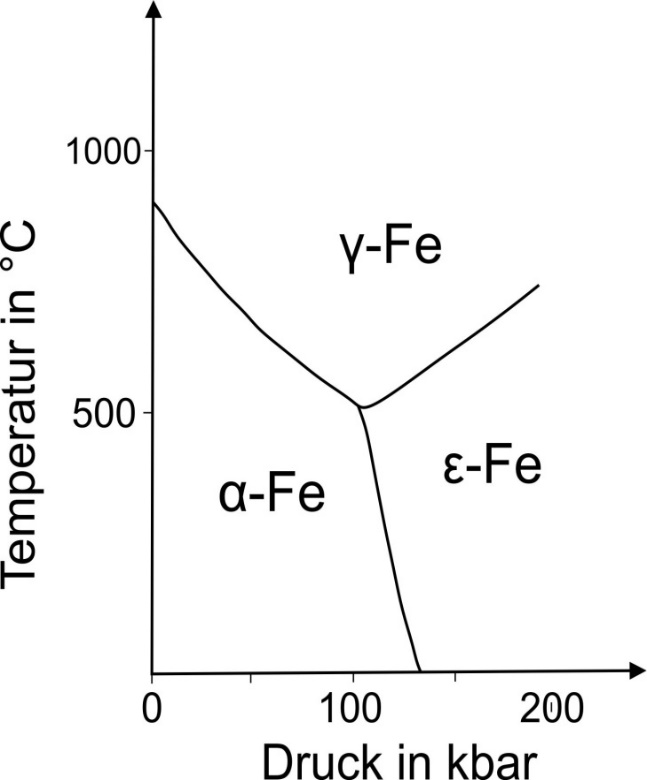 Temperatur in °C
1000
500
γ-Fe
α-Fe
ε-Fe
0
100
200
Druck in kbar